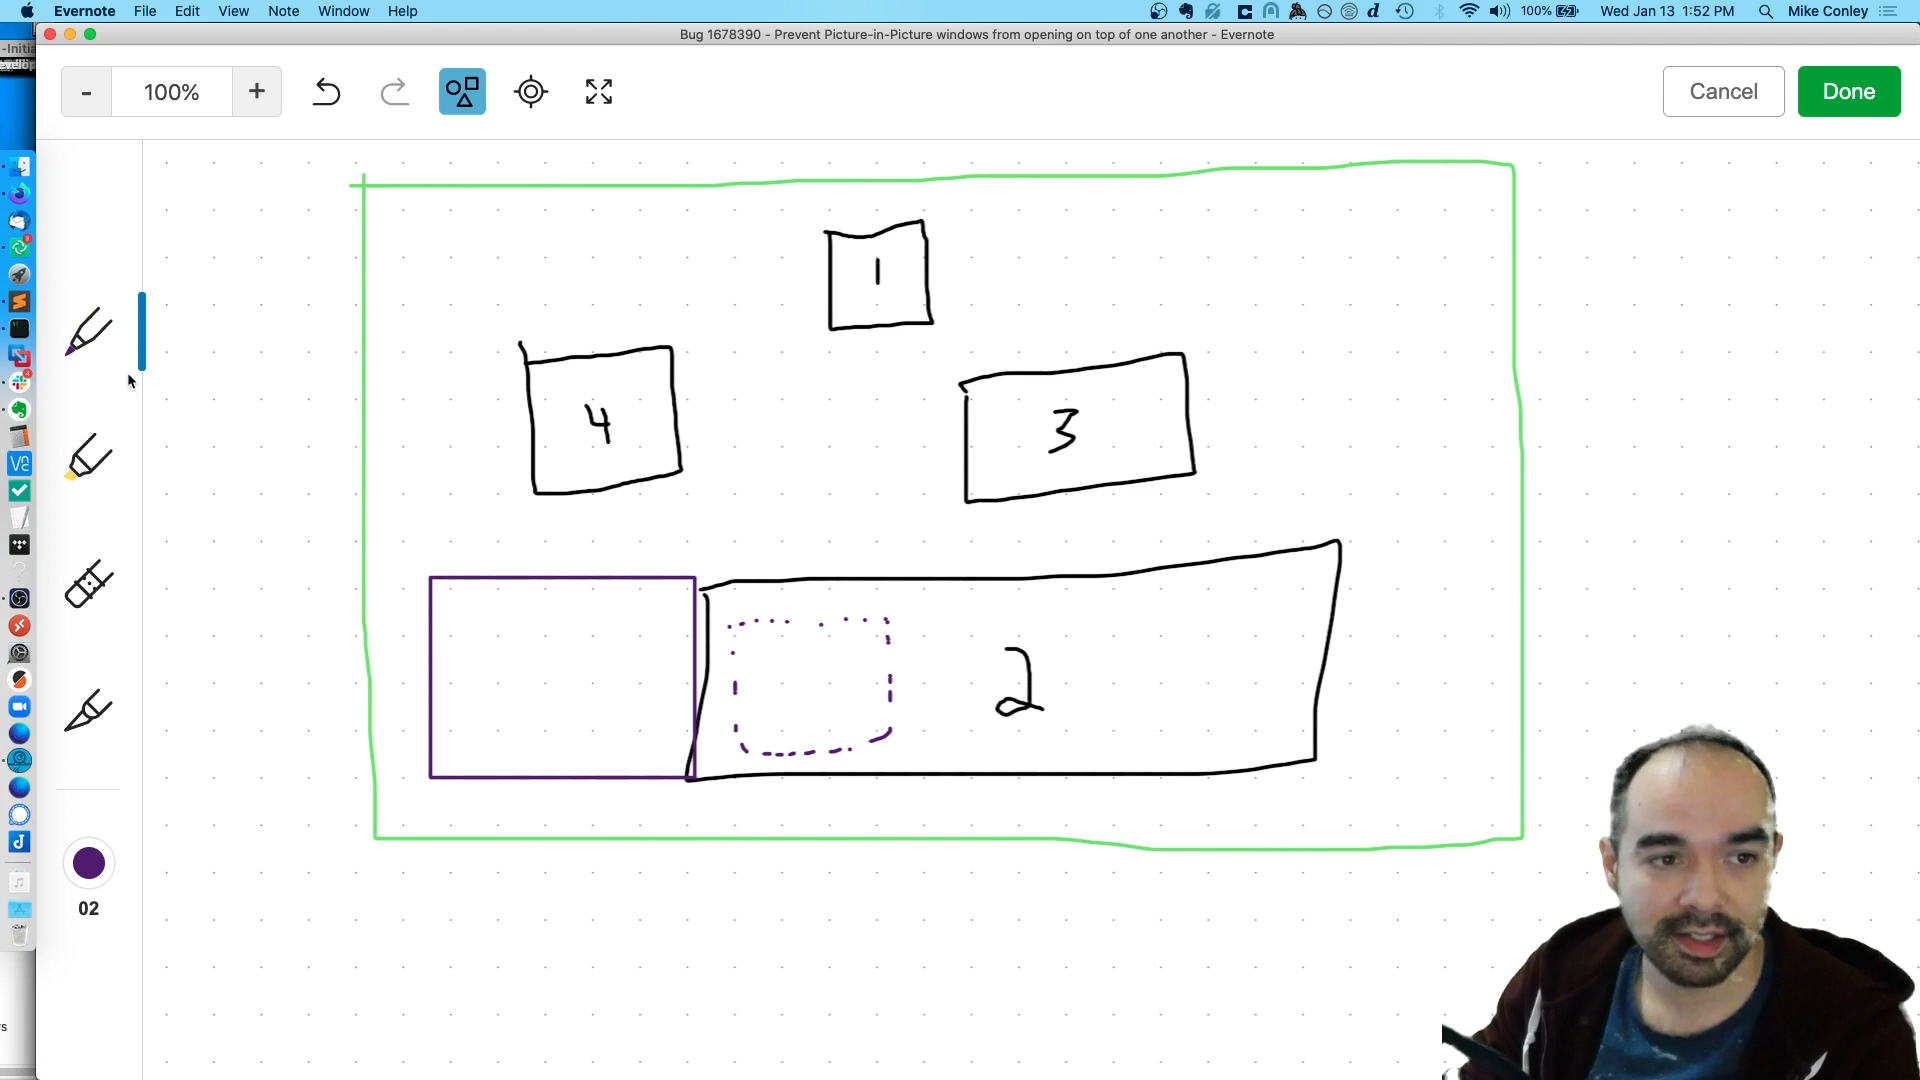 Evernote File Edit View Note Window Help
100% Wed Jan 13 1:52 PM Mike Conley
Bug 1678390 - Prevent Picture-in-Picture windows from opening on top of one another - Evernote
-Initia
- 100% + Cancel Done
1
4
3
2
02